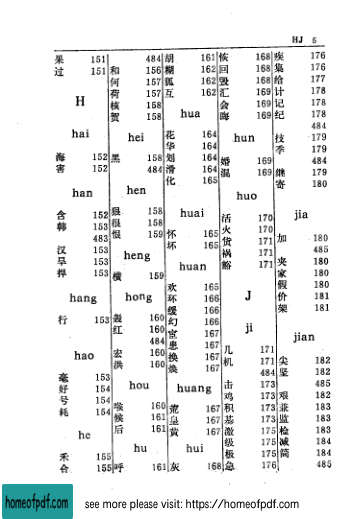 HJ 5
果 151
过 151
H
hai
海 152
害 152
han
含 152
韩 153
483
汉 153
旱 153
捍 153
hang
行 153
hao
毫 153
好 154
号 154
耗 154
he
禾 155
合 155
484
和 156
何 157
荷 157
核 158
贺 158
hei
黑 158
484
hen
狠 158
很 158
恨 159
heng
横 159
hong
轰 160
红 160
484
宏 160
洪 160
hou
喉 160
候 161
后 161
hu
呼 161
胡 161
糊 162
狐 162
互 162
hua
花 164
华 164
划 164
滑 164
化 165
huai
怀 165
坏 165
huan
欢 165
环 166
缓 166
幻 166
宦 167
患 167
换 167
焕 167
huang
荒 167
皇 167
黄 167
hui
灰 168
恢 168
回 168
毁 168
汇 169
会 169
晦 169
hun
婚 169
混 169
huo
活 170
火 170
货 171
祸 171
豁 171
J
ji
几 171
机 171
484
击 173
鸡 173
积 173
基 173
激 175
级 175
极 175
急 176
疾 176
集 176
给 177
计 178
记 178
纪 178
484
技 179
季 179
484
继 179
寄 180
jia
加 180
485
夹 180
家 180
假 180
价 181
架 181
jian
尖 182
坚 182
485
艰 182
兼 183
监 183
检 183
减 184
简 184
485
homeofpdf.com
see more please visit: https://homeofpdf.com